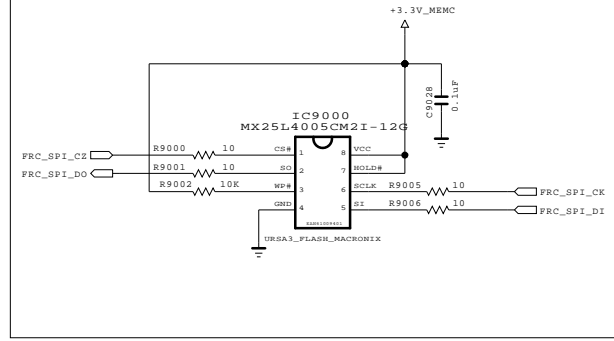 +3.3V_MEMC
C9028
0.1uF
IC9000
MX25L4005CM2I-12G
FRC_SPI_CZ R9000 10 CS# 1 8 VCC
FRC_SPI_DO R9001 10 SO 2 7 HOLD#
R9002 10K WP# 3 6 SCLK R9005 10 FRC_SPI_CK
GND 4 5 SI R9006 10 FRC_SPI_DI
URSA3_FLASH_MACRONIX